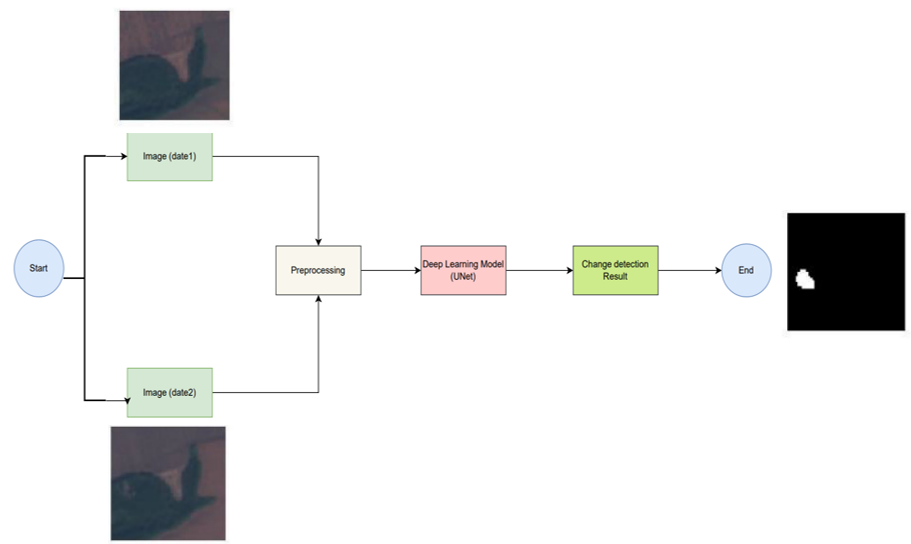 Image (date1)
Start
Preprocessing
Deep Learning Model
(UNet)
Change detection
Result
End
Image (date2)